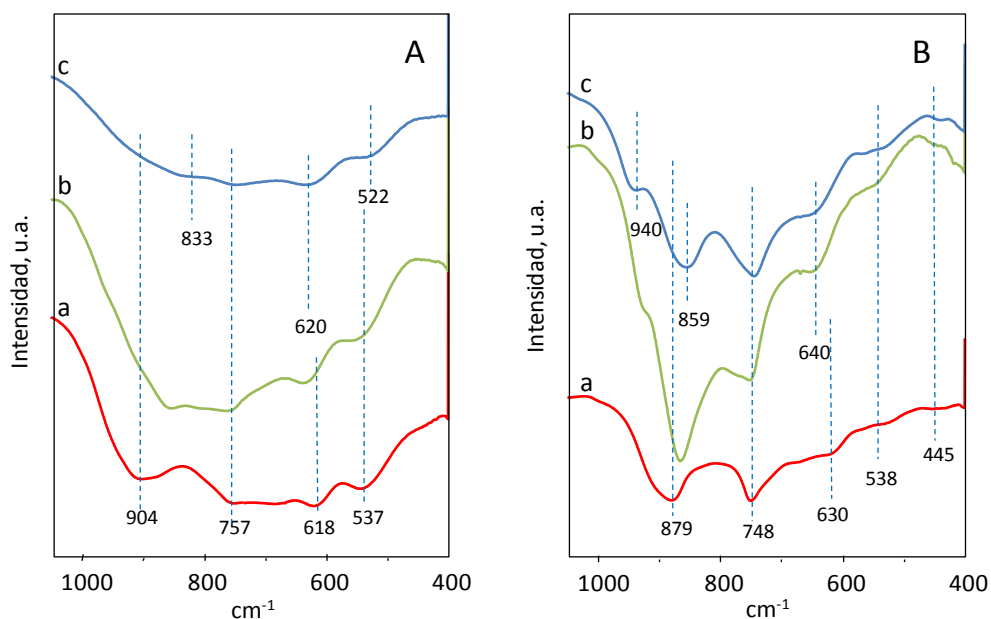 A
c
b
a
833
522
620
904
757
618
537
1000
800
600
400
cm⁻¹
Intensidad, u.a.
B
c
b
a
940
859
640
538
445
879
748
630
1000
800
600
400
cm⁻¹
Intensidad, u.a.